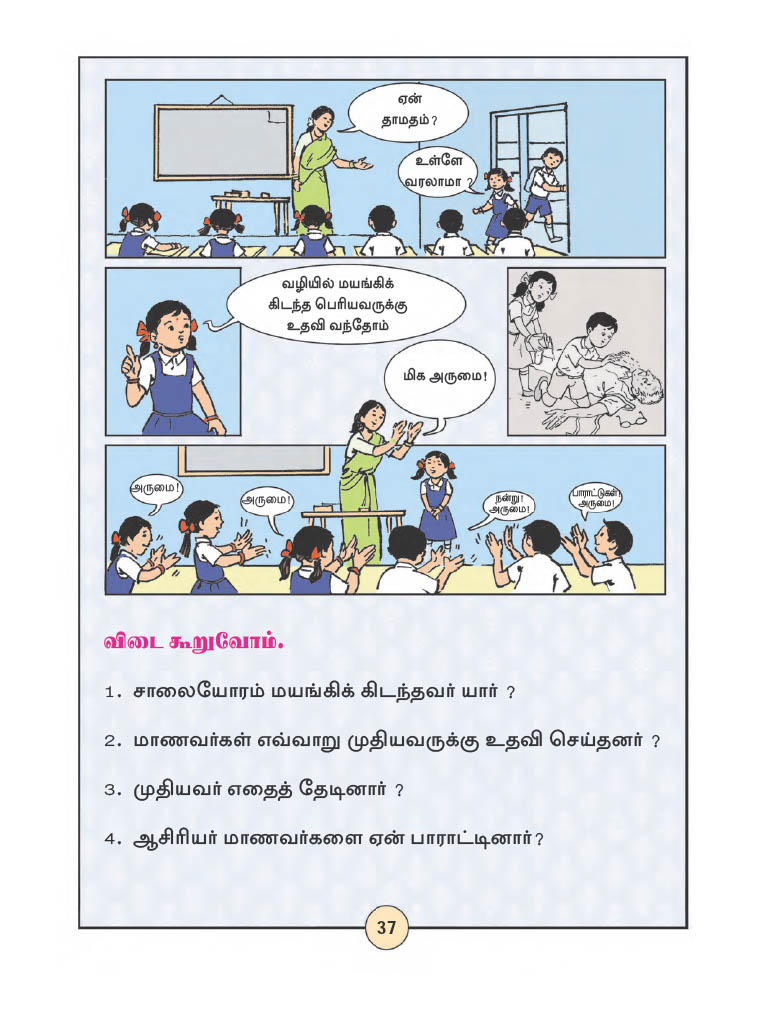 ஏன்
தாமதம்?
உள்ளே
வரலாமா ?
வழியில் மயங்கிக்
கிடந்த பெரியவருக்கு
உதவி வந்தோம்
மிக அருமை!
அருமை!
அருமை!
நன்று!
அருமை!
பாராட்டுகள்!
அருமை!
விடை கூறுவோம்.
1. சாலையோரம் மயங்கிக் கிடந்தவர் யார் ?
2. மாணவர்கள் எவ்வாறு முதியவருக்கு உதவி செய்தனர் ?
3. முதியவர் எதைத் தேடினார் ?
4. ஆசிரியர் மாணவர்களை ஏன் பாராட்டினார்?
37